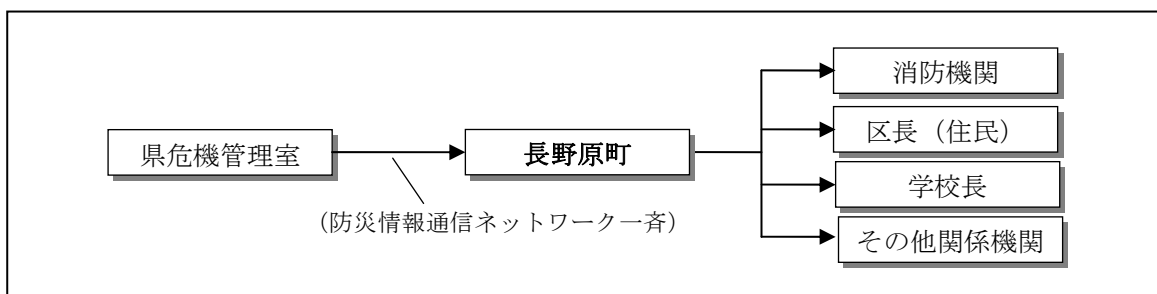 県危機管理室
長野原町
(防災情報通信ネットワーク一斉)
消防機関
区長(住民)
学校長
その他関係機関